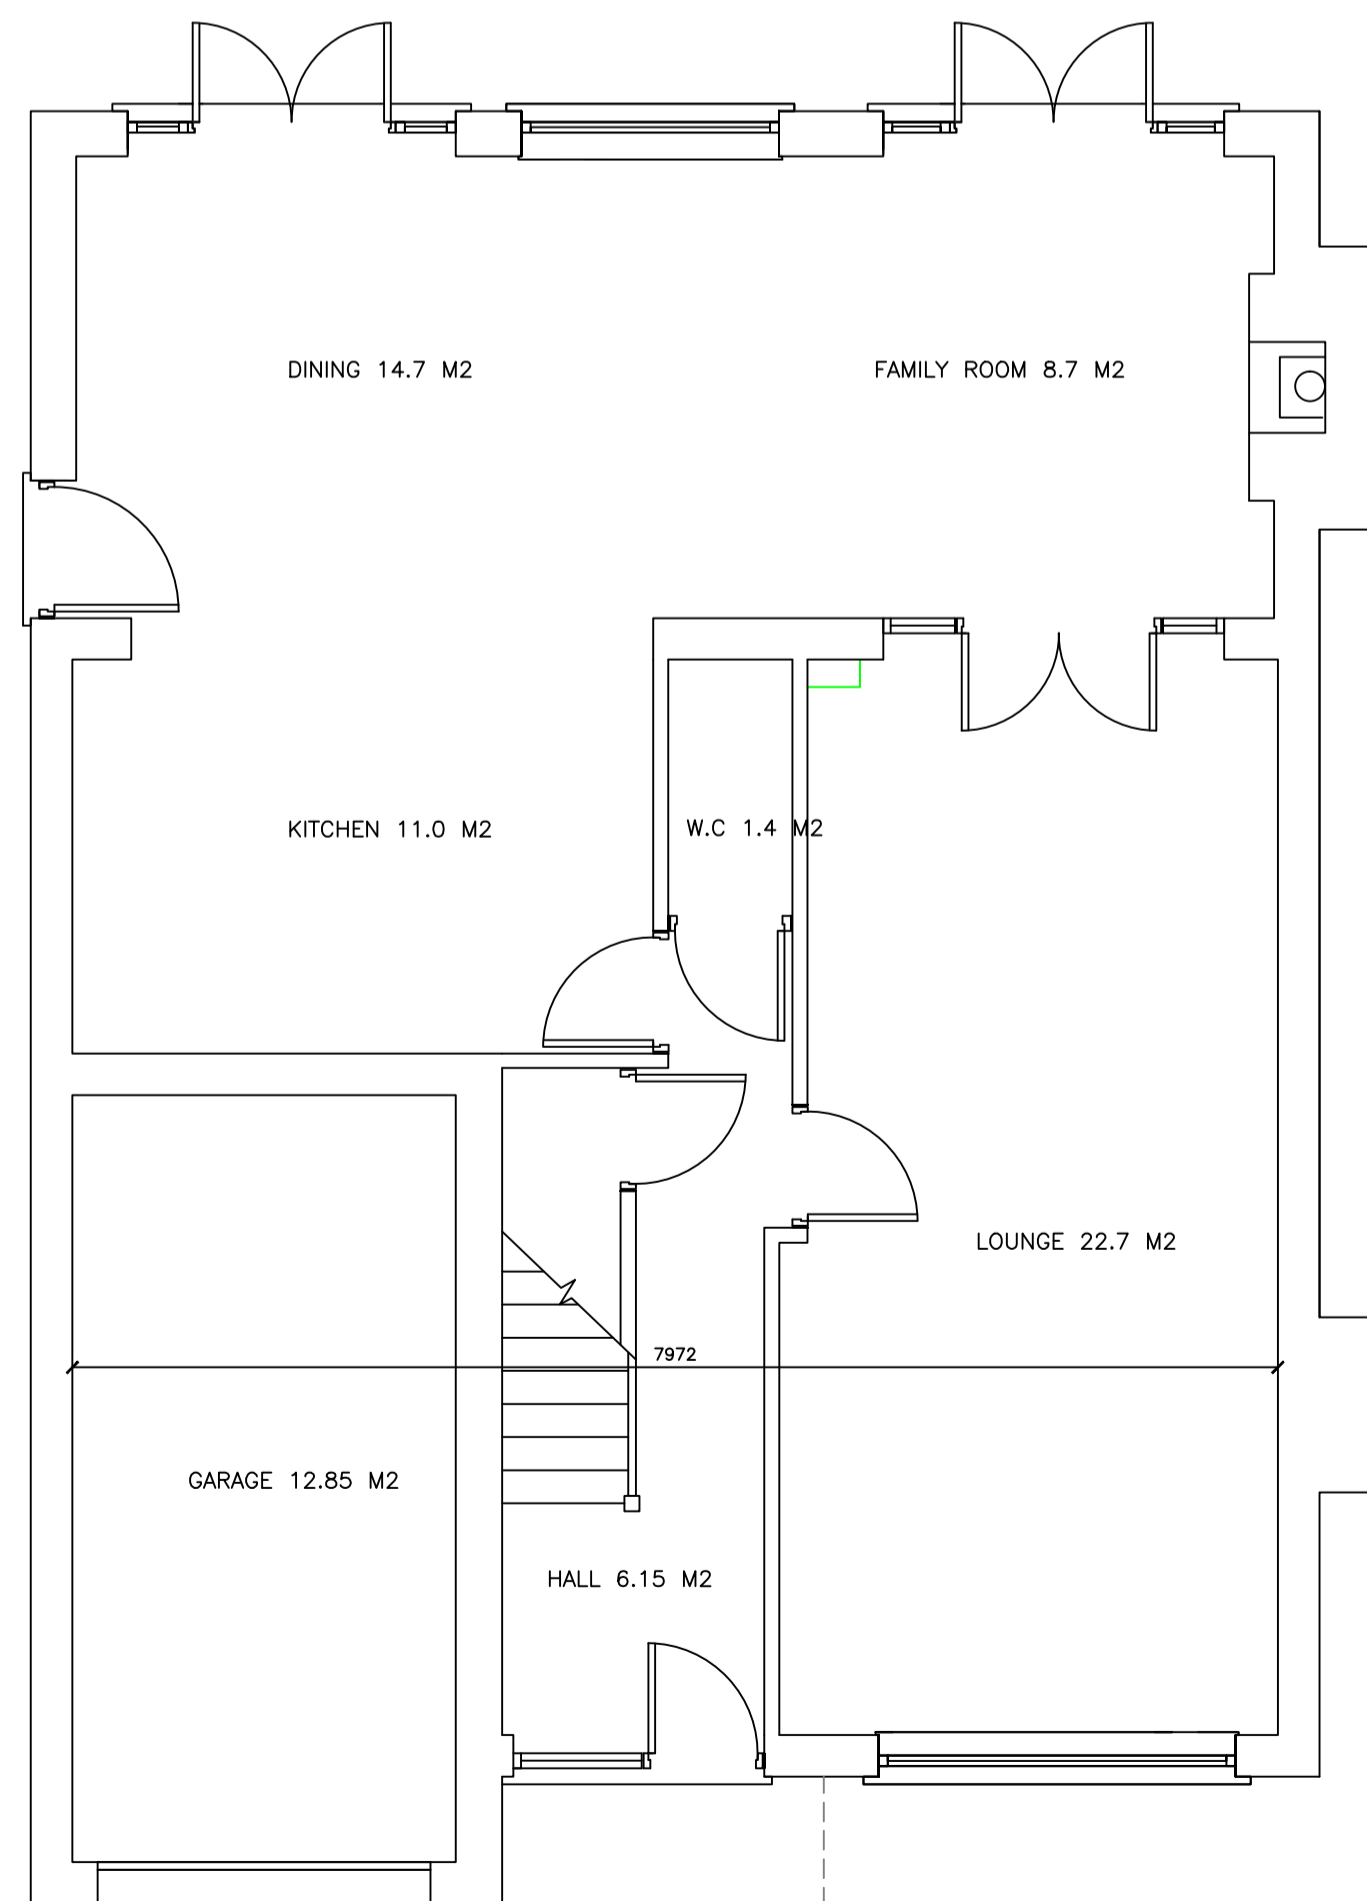 DINING 14.7 M2
FAMILY ROOM 8.7 M2
KITCHEN 11.0 M2
W.C 1.4 M2
LOUNGE 22.7 M2
7972
GARAGE 12.85 M2
HALL 6.15 M2